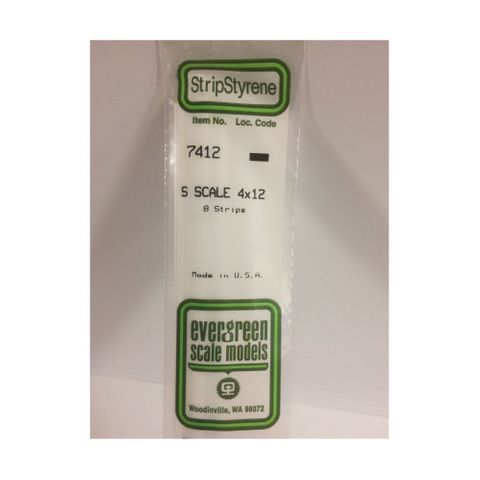 StripStyrene
Item No. Loc. Code
7412
S SCALE 4x12
8 Strips
Made in U.S.A.
evergreen
scale models
Woodinville, WA 98072